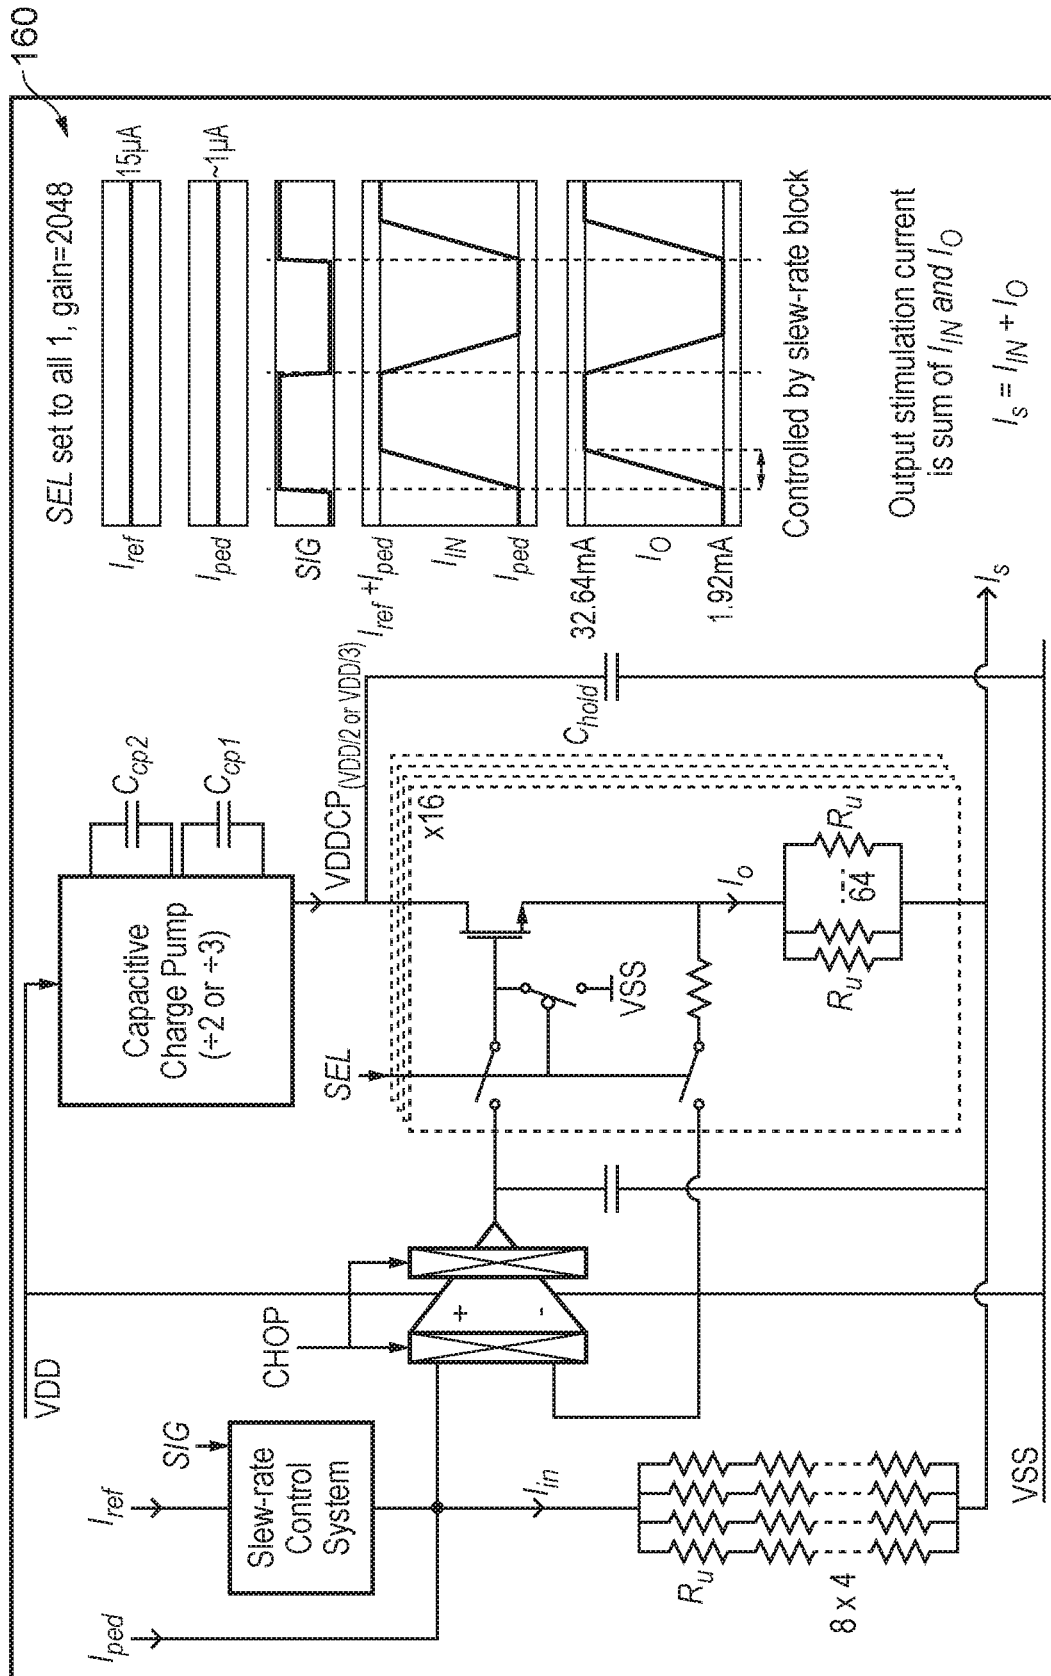 160
VDD
Capacitive
Charge Pump
(÷2 or ÷3)
C_cp2
C_cp1
VDDCP (VDD/2 or VDD/3)
I_ref
SIG
Slew-rate
Control
System
I_ped
CHOP
+
-
SEL
x16
VSS
C_hold
I_in
R_u
8 x 4
I_o
R_u
R_u
64
I_s
VSS
SEL set to all 1, gain=2048
I_ref
15µA
I_ped
~1µA
SIG
I_ref + I_ped
I_IN
I_ped
32.64mA
I_O
1.92mA
Controlled by slew-rate block
Output stimulation current
is sum of I_IN and I_O
I_s = I_IN + I_O